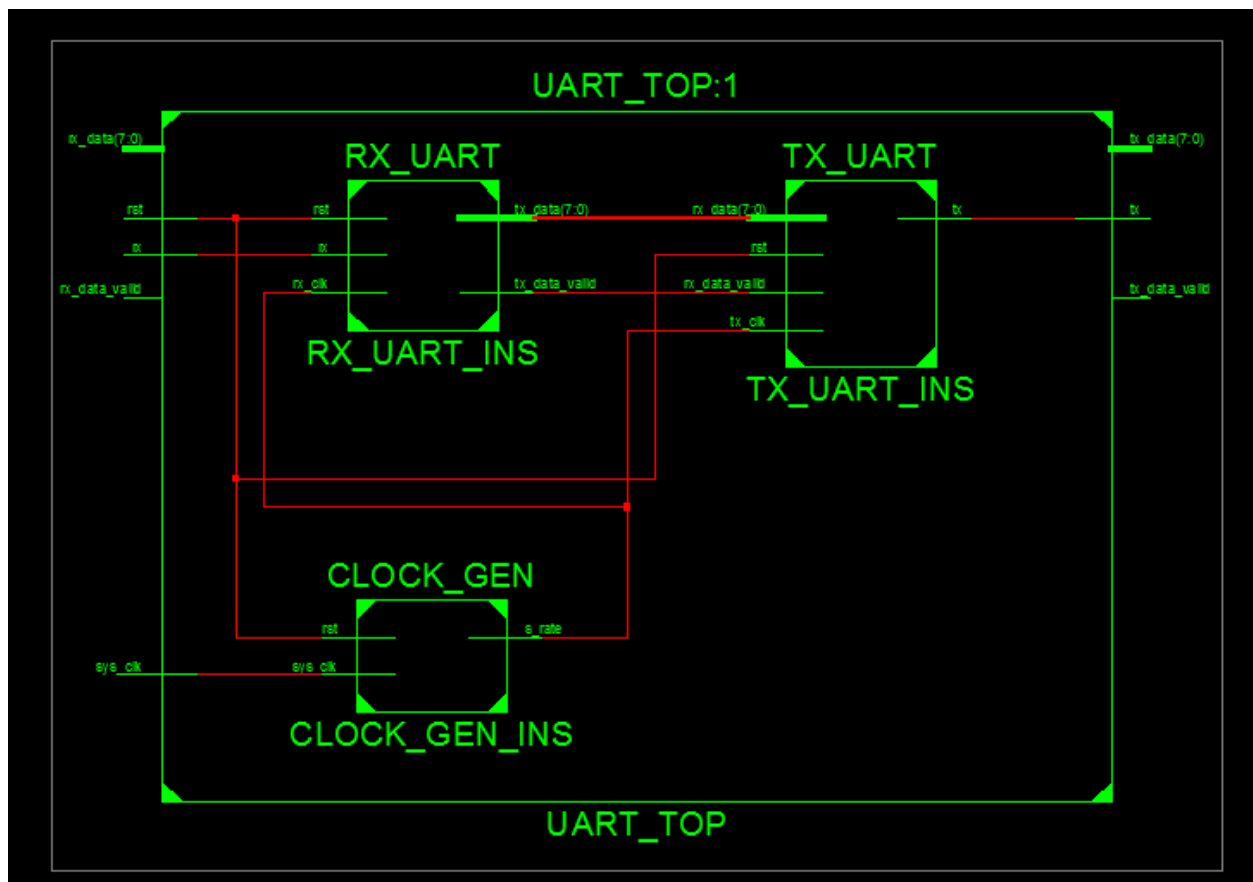 UART_TOP:1
rx_data(7:0)
tx_data(7:0)
RX_UART
TX_UART
rst
rst
tx_data(7:0)
rx_data(7:0)
tx
tx
rx
rx
rst
rx_data_valid
rx_clk
tx_data_valid
rx_data_valid
tx_data_valid
tx_clk
RX_UART_INS
TX_UART_INS
CLOCK_GEN
rst
s_rate
sys_clk
sys_clk
CLOCK_GEN_INS
UART_TOP